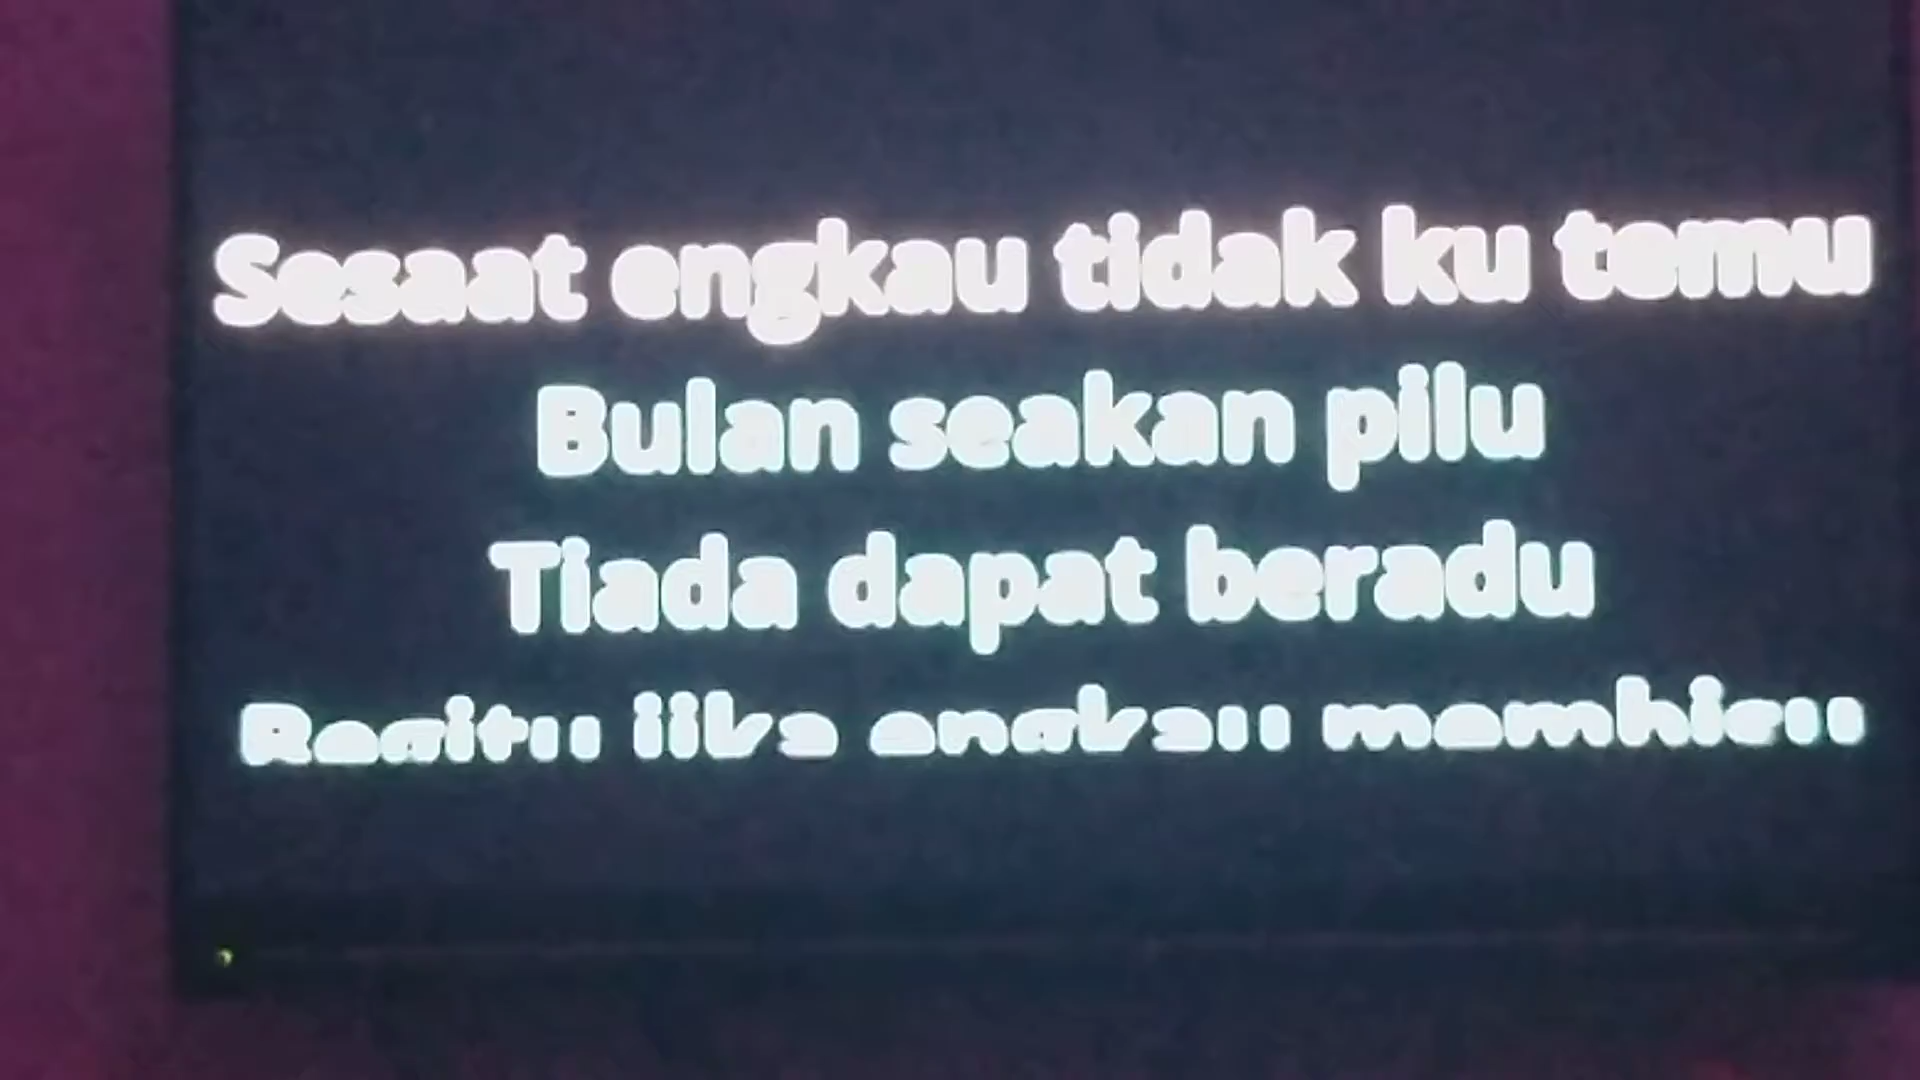 Sesaat engkau tidak ku temu
Bulan seakan pilu
Tiada dapat beradu
Begitu jika engkau membisu